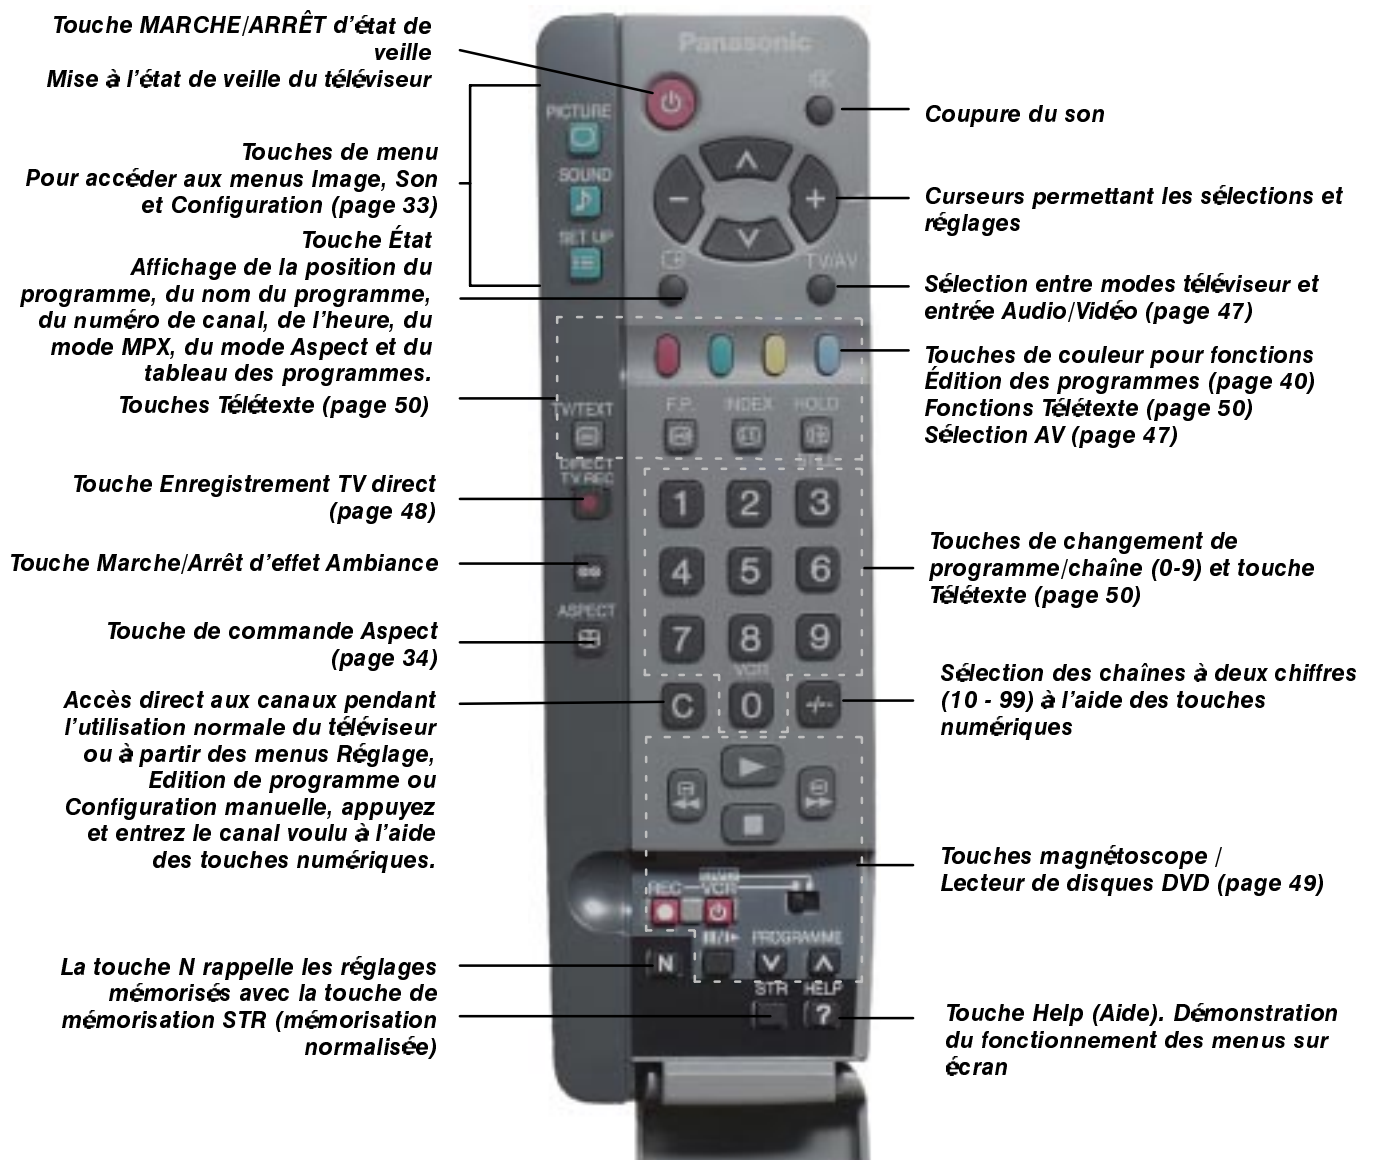 Touche MARCHE/ARRÊT d'état de
veille
Mise à l'état de veille du téléviseur
Touches de menu
Pour accéder aux menus Image, Son
et Configuration (page 33)
Touche État
Affichage de la position du
programme, du nom du programme,
du numéro de canal, de l'heure, du
mode MPX, du mode Aspect et du
tableau des programmes.
Touches Télétexte (page 50)
Touche Enregistrement TV direct
(page 48)
Touche Marche/Arrêt d'effet Ambiance
Touche de commande Aspect
(page 34)
Accès direct aux canaux pendant
l'utilisation normale du téléviseur
ou à partir des menus Réglage,
Edition de programme ou
Configuration manuelle, appuyez
et entrez le canal voulu à l'aide
des touches numériques.
La touche N rappelle les réglages
mémorisés avec la touche de
mémorisation STR (mémorisation
normalisée)
Panasonic
PICTURE
SOUND
SET UP
TV/AV
TV/TEXT
F.P.
INDEX
HOLD
DIRECT
TV REC
1 2 3
4 5 6
ASPECT
7 8 9
VCR
C 0 -/--
REC VCR
PROGRAMME
N
STR HELP
?
Coupure du son
Curseurs permettant les sélections et
réglages
Sélection entre modes téléviseur et
entrée Audio/Vidéo (page 47)
Touches de couleur pour fonctions
Édition des programmes (page 40)
Fonctions Télétexte (page 50)
Sélection AV (page 47)
Touches de changement de
programme/chaîne (0-9) et touche
Télétexte (page 50)
Sélection des chaînes à deux chiffres
(10 - 99) à l'aide des touches
numériques
Touches magnétoscope /
Lecteur de disques DVD (page 49)
Touche Help (Aide). Démonstration
du fonctionnement des menus sur
écran